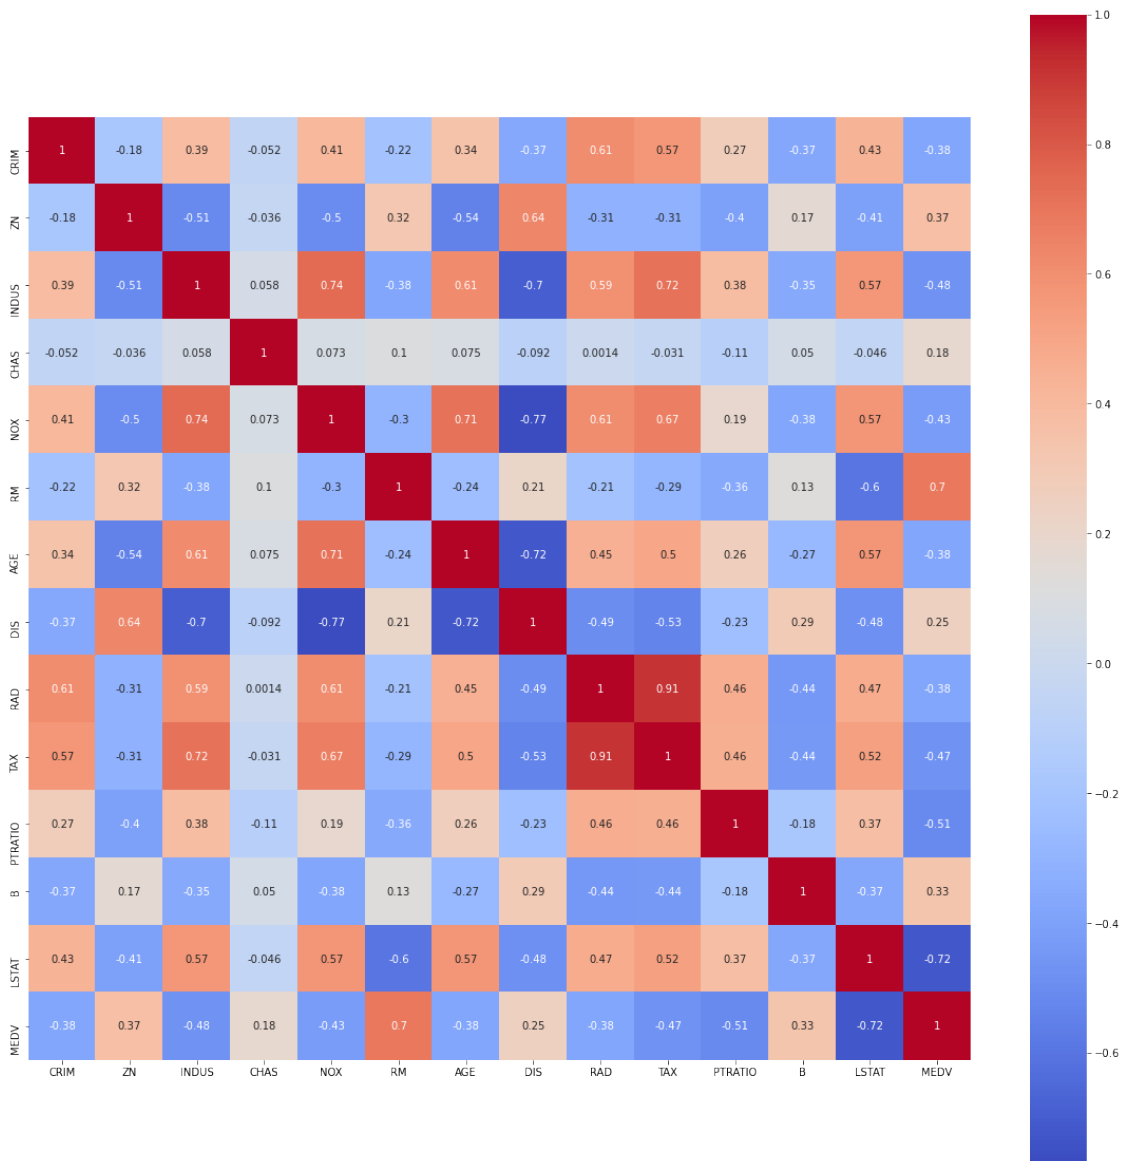 1.0
CRIM 1 -0.18 0.39 -0.052 0.41 -0.22 0.34 -0.37 0.61 0.57 0.27 -0.37 0.43 -0.38
0.8
ZN -0.18 1 -0.51 -0.036 -0.5 0.32 -0.54 0.64 -0.31 -0.31 -0.4 0.17 -0.41 0.37
INDUS 0.39 -0.51 1 0.058 0.74 -0.38 0.61 -0.7 0.59 0.72 0.38 -0.35 0.57 -0.48
0.6
CHAS -0.052 -0.036 0.058 1 0.073 0.1 0.075 -0.092 0.0014 -0.031 -0.11 0.05 -0.046 0.18
0.4
NOX 0.41 -0.5 0.74 0.073 1 -0.3 0.71 -0.77 0.61 0.67 0.19 -0.38 0.57 -0.43
RM -0.22 0.32 -0.38 0.1 -0.3 1 -0.24 0.21 -0.21 -0.29 -0.36 0.13 -0.6 0.7
0.2
AGE 0.34 -0.54 0.61 0.075 0.71 -0.24 1 -0.72 0.45 0.5 0.26 -0.27 0.57 -0.38
DIS -0.37 0.64 -0.7 -0.092 -0.77 0.21 -0.72 1 -0.49 -0.53 -0.23 0.29 -0.48 0.25
0.0
RAD 0.61 -0.31 0.59 0.0014 0.61 -0.21 0.45 -0.49 1 0.91 0.46 -0.44 0.47 -0.38
TAX 0.57 -0.31 0.72 -0.031 0.67 -0.29 0.5 -0.53 0.91 1 0.46 -0.44 0.52 -0.47
−0.2
PTRATIO 0.27 -0.4 0.38 -0.11 0.19 -0.36 0.26 -0.23 0.46 0.46 1 -0.18 0.37 -0.51
B -0.37 0.17 -0.35 0.05 -0.38 0.13 -0.27 0.29 -0.44 -0.44 -0.18 1 -0.37 0.33
−0.4
LSTAT 0.43 -0.41 0.57 -0.046 0.57 -0.6 0.57 -0.48 0.47 0.52 0.37 -0.37 1 -0.72
MEDV -0.38 0.37 -0.48 0.18 -0.43 0.7 -0.38 0.25 -0.38 -0.47 -0.51 0.33 -0.72 1
−0.6
CRIM ZN INDUS CHAS NOX RM AGE DIS RAD TAX PTRATIO B LSTAT MEDV